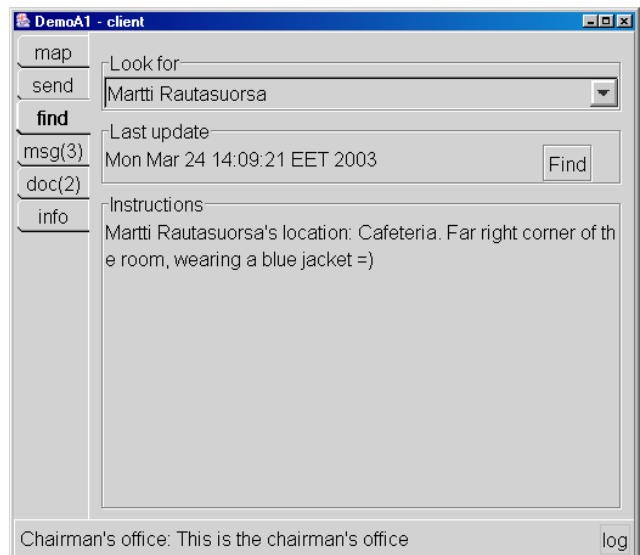 DemoA1 - client
map
send
find
msg(3)
doc(2)
info
Look for
Martti Rautasuorsa
Last update
Mon Mar 24 14:09:21 EET 2003
Find
Instructions
Martti Rautasuorsa's location: Cafeteria. Far right corner of th
e room, wearing a blue jacket =)
Chairman's office: This is the chairman's office
log